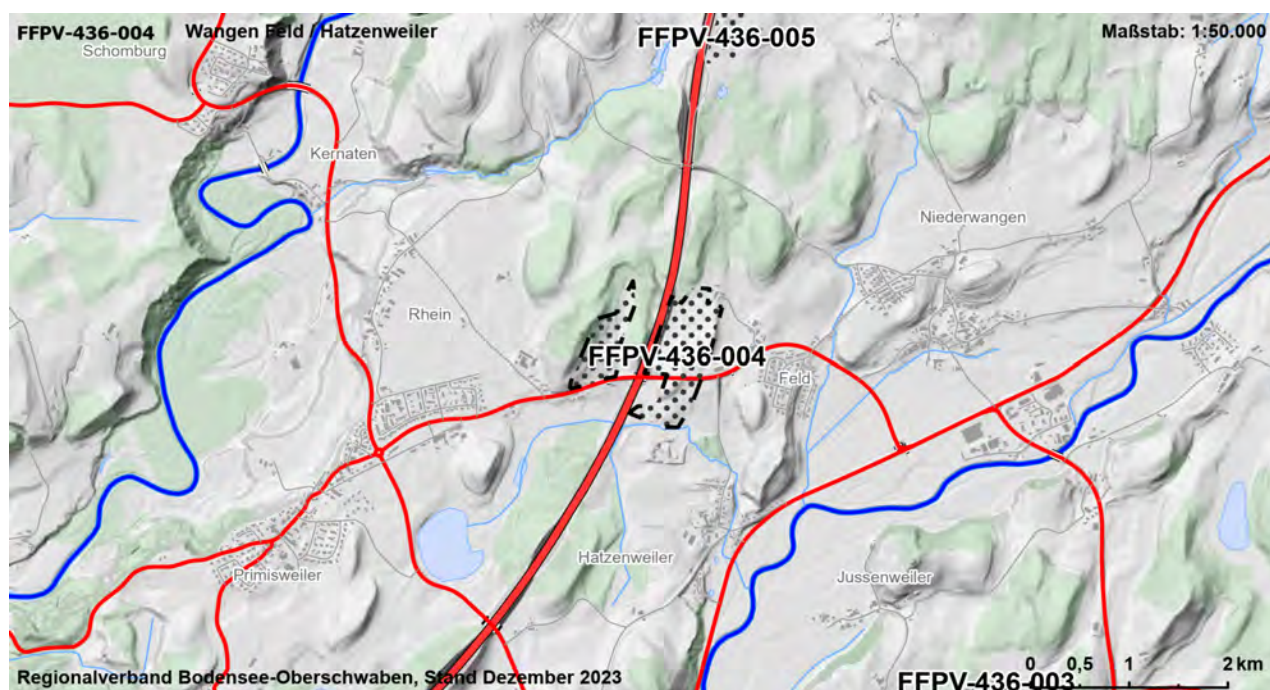 FFPV-436-004 Wangen Feld / Hatzenweiler
FFPV-436-005
Maßstab: 1:50.000
Schomburg
Kernaten
Niederwangen
Rhein
FFPV-436-004
Feld
Hatzenweiler
Primisweiler
Jussenweiler
0 0,5 1 2 km
Regionalverband Bodensee-Oberschwaben, Stand Dezember 2023
FFPV-436-003